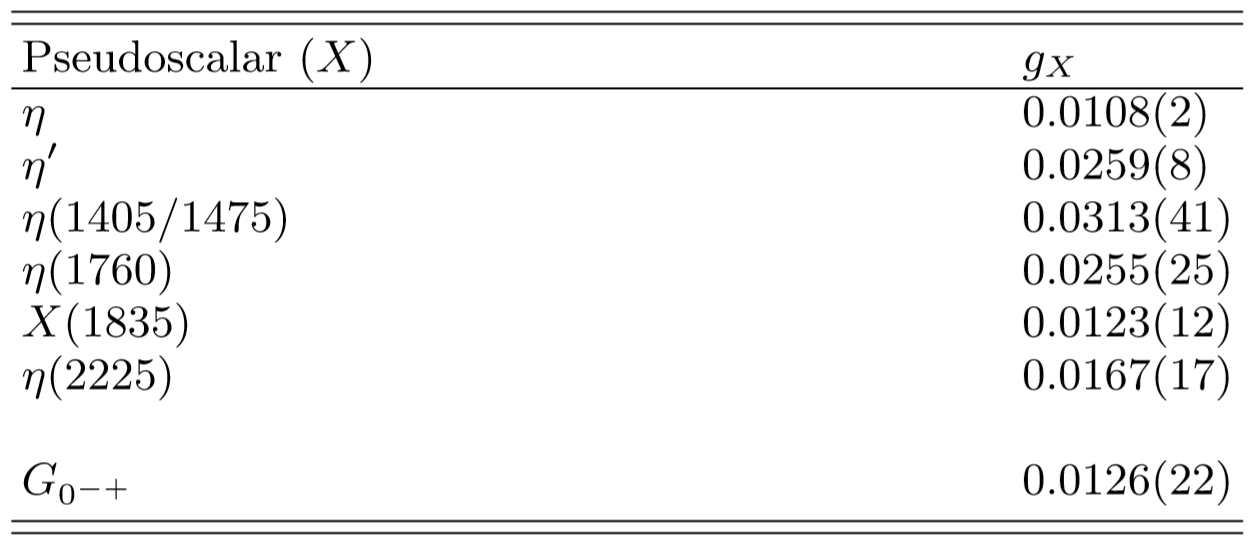 Pseudoscalar (X) g_X
η 0.0108(2)
η′ 0.0259(8)
η(1405/1475) 0.0313(41)
η(1760) 0.0255(25)
X(1835) 0.0123(12)
η(2225) 0.0167(17)
G_{0−+} 0.0126(22)